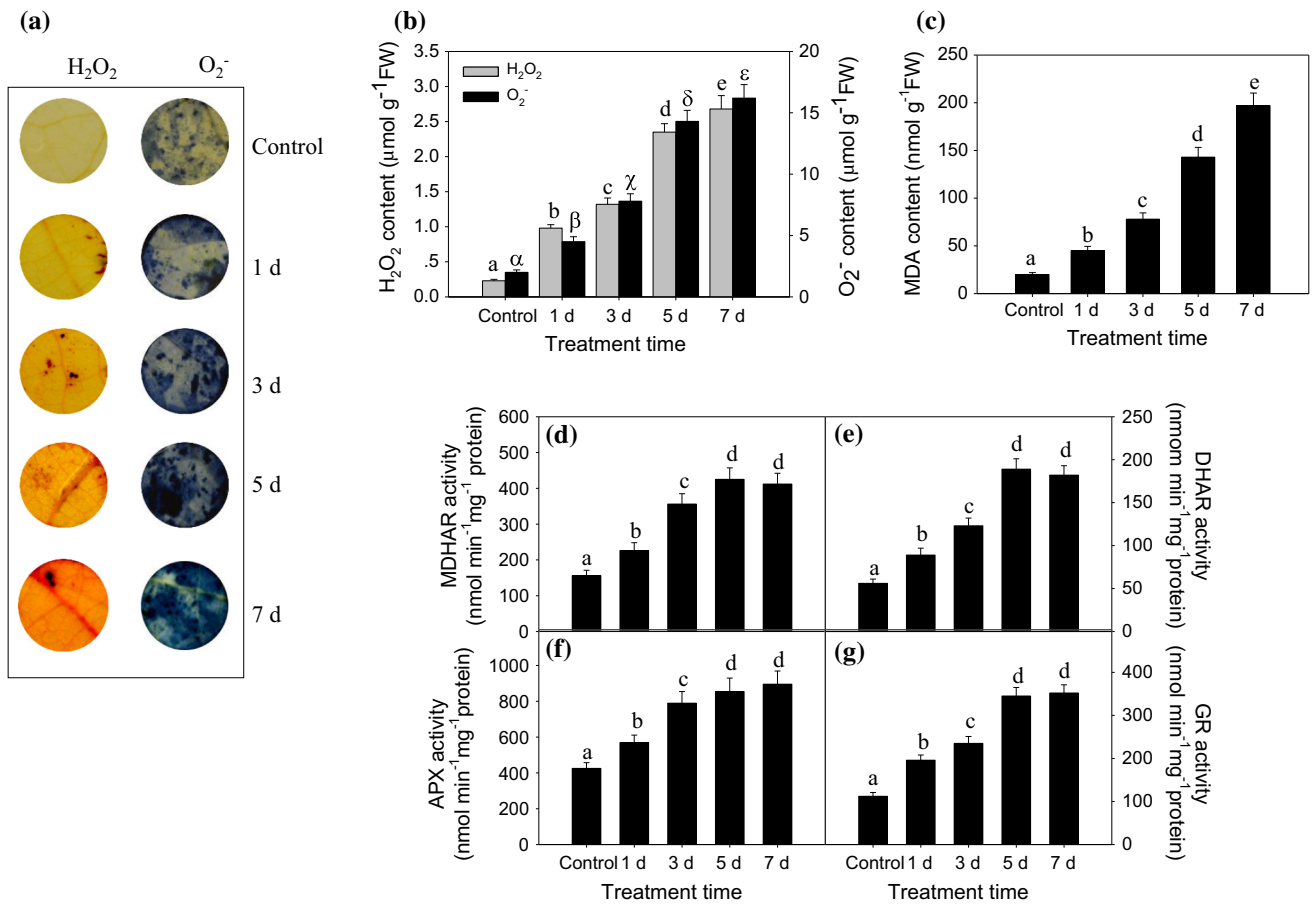 (a)
H₂O₂ O₂⁻
Control
1 d
3 d
5 d
7 d
(b)
H₂O₂ content (μmol g⁻¹FW)
3.5
3.0
2.5
2.0
1.5
1.0
.5
0.0
H₂O₂
O₂⁻
a α b β c χ d δ e ε
20
15
10
5
0
O₂⁻ content (μmol g⁻¹FW)
Control 1 d 3 d 5 d 7 d
Treatment time
(c)
MDA content (nmol g⁻¹FW)
250
200
150
100
50
0
a b c d e
Control 1 d 3 d 5 d 7 d
Treatment time
(d)
MDHAR activity
(nmol min⁻¹mg⁻¹ protein)
600
500
400
300
200
100
0
a b c d d
(e)
a b c d d
250
200
150
100
50
0
DHAR activity
(nmom min⁻¹mg⁻¹protein)
(f)
APX activity
(nmol min⁻¹mg⁻¹protein)
1000
800
600
400
200
0
a b c d d
Control 1 d 3 d 5 d 7 d
Treatment time
(g)
a b c d d
400
300
200
100
0
GR activity
(nmol min⁻¹mg⁻¹protein)
Control 1 d 3 d 5 d 7 d
Treatment time